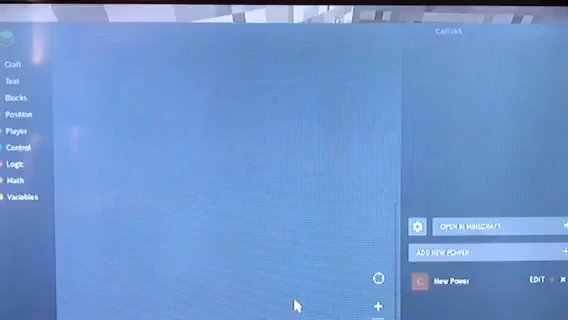 CANVAS
Craft
Text
Blocks
Position
Player
Control
Logic
Math
Variables
OPEN IN MINECRAFT
ADD NEW POWER
C New Power EDIT